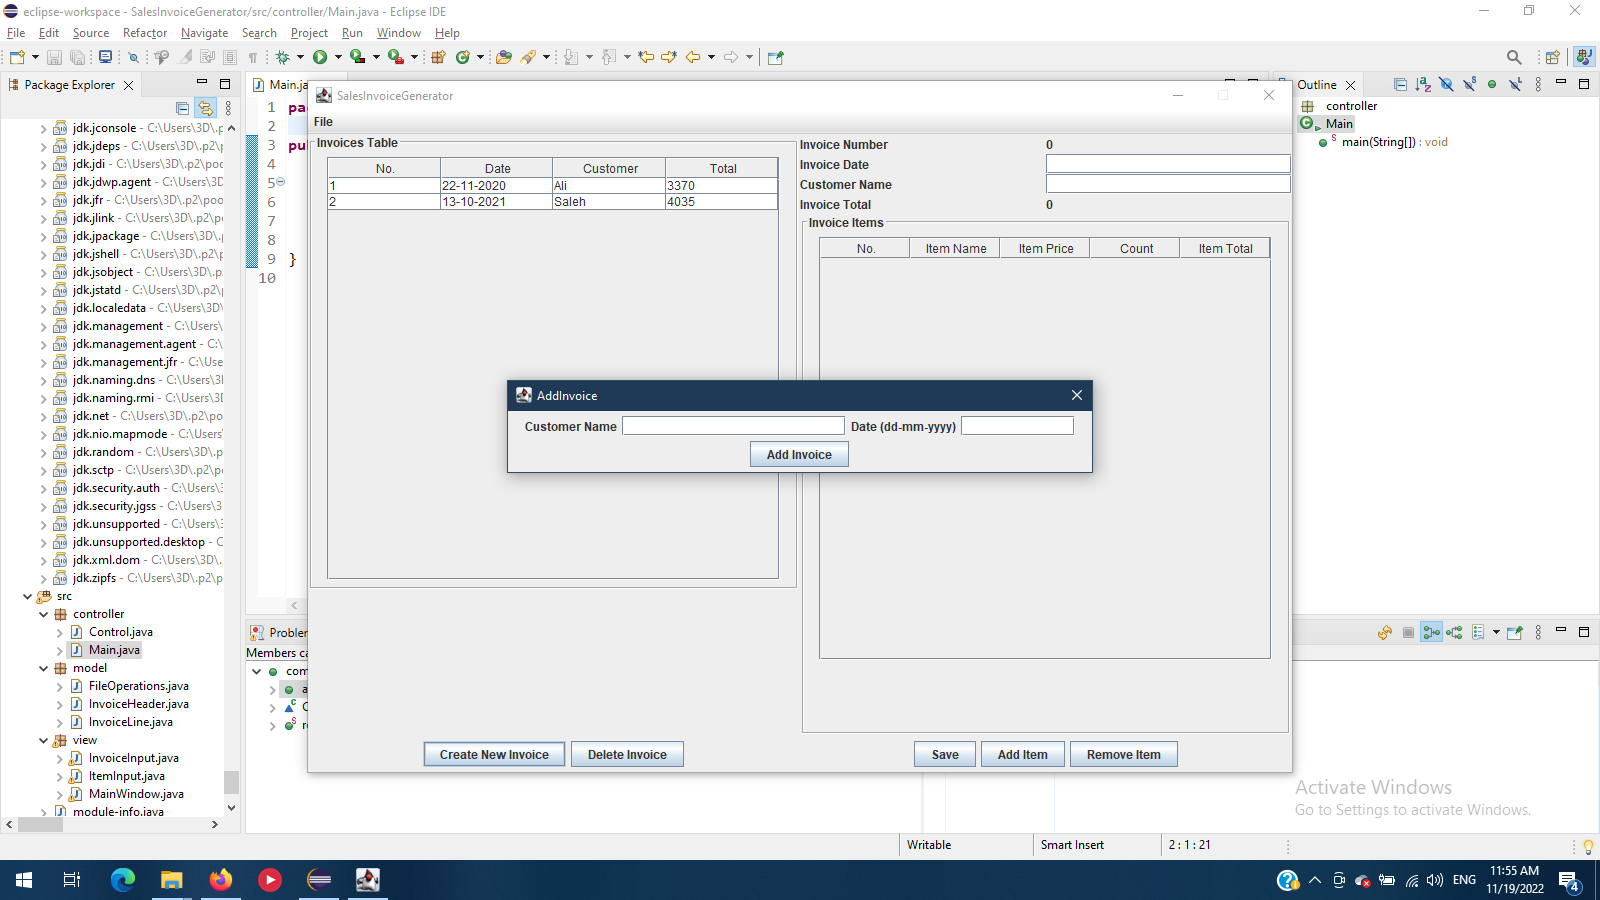 eclipse-workspace - SalesInvoiceGenerator/src/controller/Main.java - Eclipse IDE
File Edit Source Refactor Navigate Search Project Run Window Help
Package Explorer
jdk.jconsole - C:\Users\3D\.p
jdk.jdeps - C:\Users\3D\.p2\po
jdk.jdi - C:\Users\3D\.p2\poo
jdk.jdwp.agent - C:\Users\3D
jdk.jfr - C:\Users\3D\.p2\poo
jdk.jlink - C:\Users\3D\.p2\po
jdk.jpackage - C:\Users\3D\.
jdk.jshell - C:\Users\3D\.p2\p
jdk.jsobject - C:\Users\3D\.p
jdk.jstatd - C:\Users\3D\.p2\p
jdk.localedata - C:\Users\3D\
jdk.management - C:\Users\
jdk.management.agent - C:\
jdk.management.jfr - C:\Use
jdk.naming.dns - C:\Users\3
jdk.naming.rmi - C:\Users\3D
jdk.net - C:\Users\3D\.p2\poo
jdk.nio.mapmode - C:\Users
jdk.random - C:\Users\3D\.p2
jdk.sctp - C:\Users\3D\.p2\po
jdk.security.auth - C:\Users\
jdk.security.jgss - C:\Users\3
jdk.unsupported - C:\Users\
jdk.unsupported.desktop - C
jdk.xml.dom - C:\Users\3D\.
jdk.zipfs - C:\Users\3D\.p2\p
src
controller
Control.java
Main.java
model
FileOperations.java
InvoiceHeader.java
InvoiceLine.java
view
InvoiceInput.java
ItemInput.java
MainWindow.java
module-info.java
Main.ja
1 pa
2
3 pu
4
5
6
7
8
9 }
10
SalesInvoiceGenerator
File
Invoices Table
No. Date Customer Total
1 22-11-2020 Ali 3370
2 13-10-2021 Saleh 4035
Invoice Number 0
Invoice Date
Customer Name
Invoice Total 0
Invoice Items
No. Item Name Item Price Count Item Total
AddInvoice
Customer Name Date (dd-mm-yyyy)
Add Invoice
Create New Invoice Delete Invoice
Save Add Item Remove Item
Outline
controller
Main
main(String[]) : void
Problem
Members ca
com
a
C
r
Activate Windows
Go to Settings to activate Windows.
Writable Smart Insert 2 : 1 : 21
ENG
11:55 AM
11/19/2022
4